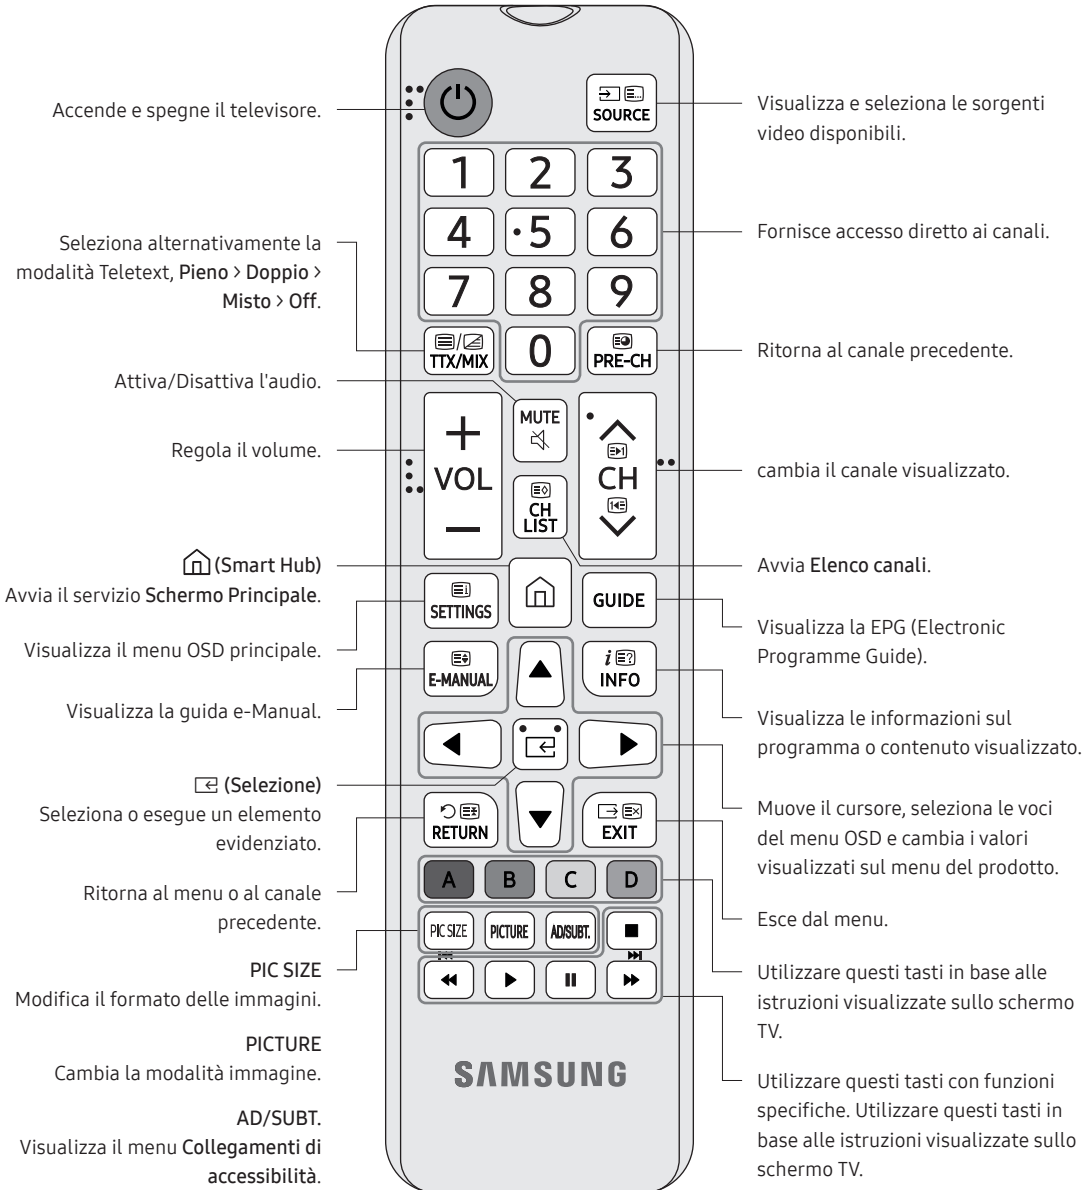 Accende e spegne il televisore.
Seleziona alternativamente la
modalità Teletext, Pieno > Doppio >
Misto > Off.
Attiva/Disattiva l'audio.
Regola il volume.
(Smart Hub)
Avvia il servizio Schermo Principale.
Visualizza il menu OSD principale.
Visualizza la guida e-Manual.
(Selezione)
Seleziona o esegue un elemento
evidenziato.
Ritorna al menu o al canale
precedente.
PIC SIZE
Modifica il formato delle immagini.
PICTURE
Cambia la modalità immagine.
AD/SUBT.
Visualizza il menu Collegamenti di
accessibilità.
SOURCE
1 2 3
4 5 6
7 8 9
TTX/MIX 0 PRE-CH
MUTE
+
VOL
CH
CH
LIST
SETTINGS
GUIDE
E-MANUAL
i
INFO
RETURN
EXIT
A B C D
PIC SIZE PICTURE AD/SUBT.
SAMSUNG
Visualizza e seleziona le sorgenti
video disponibili.
Fornisce accesso diretto ai canali.
Ritorna al canale precedente.
cambia il canale visualizzato.
Avvia Elenco canali.
Visualizza la EPG (Electronic
Programme Guide).
Visualizza le informazioni sul
programma o contenuto visualizzato.
Muove il cursore, seleziona le voci
del menu OSD e cambia i valori
visualizzati sul menu del prodotto.
Esce dal menu.
Utilizzare questi tasti in base alle
istruzioni visualizzate sullo schermo
TV.
Utilizzare questi tasti con funzioni
specifiche. Utilizzare questi tasti in
base alle istruzioni visualizzate sullo
schermo TV.